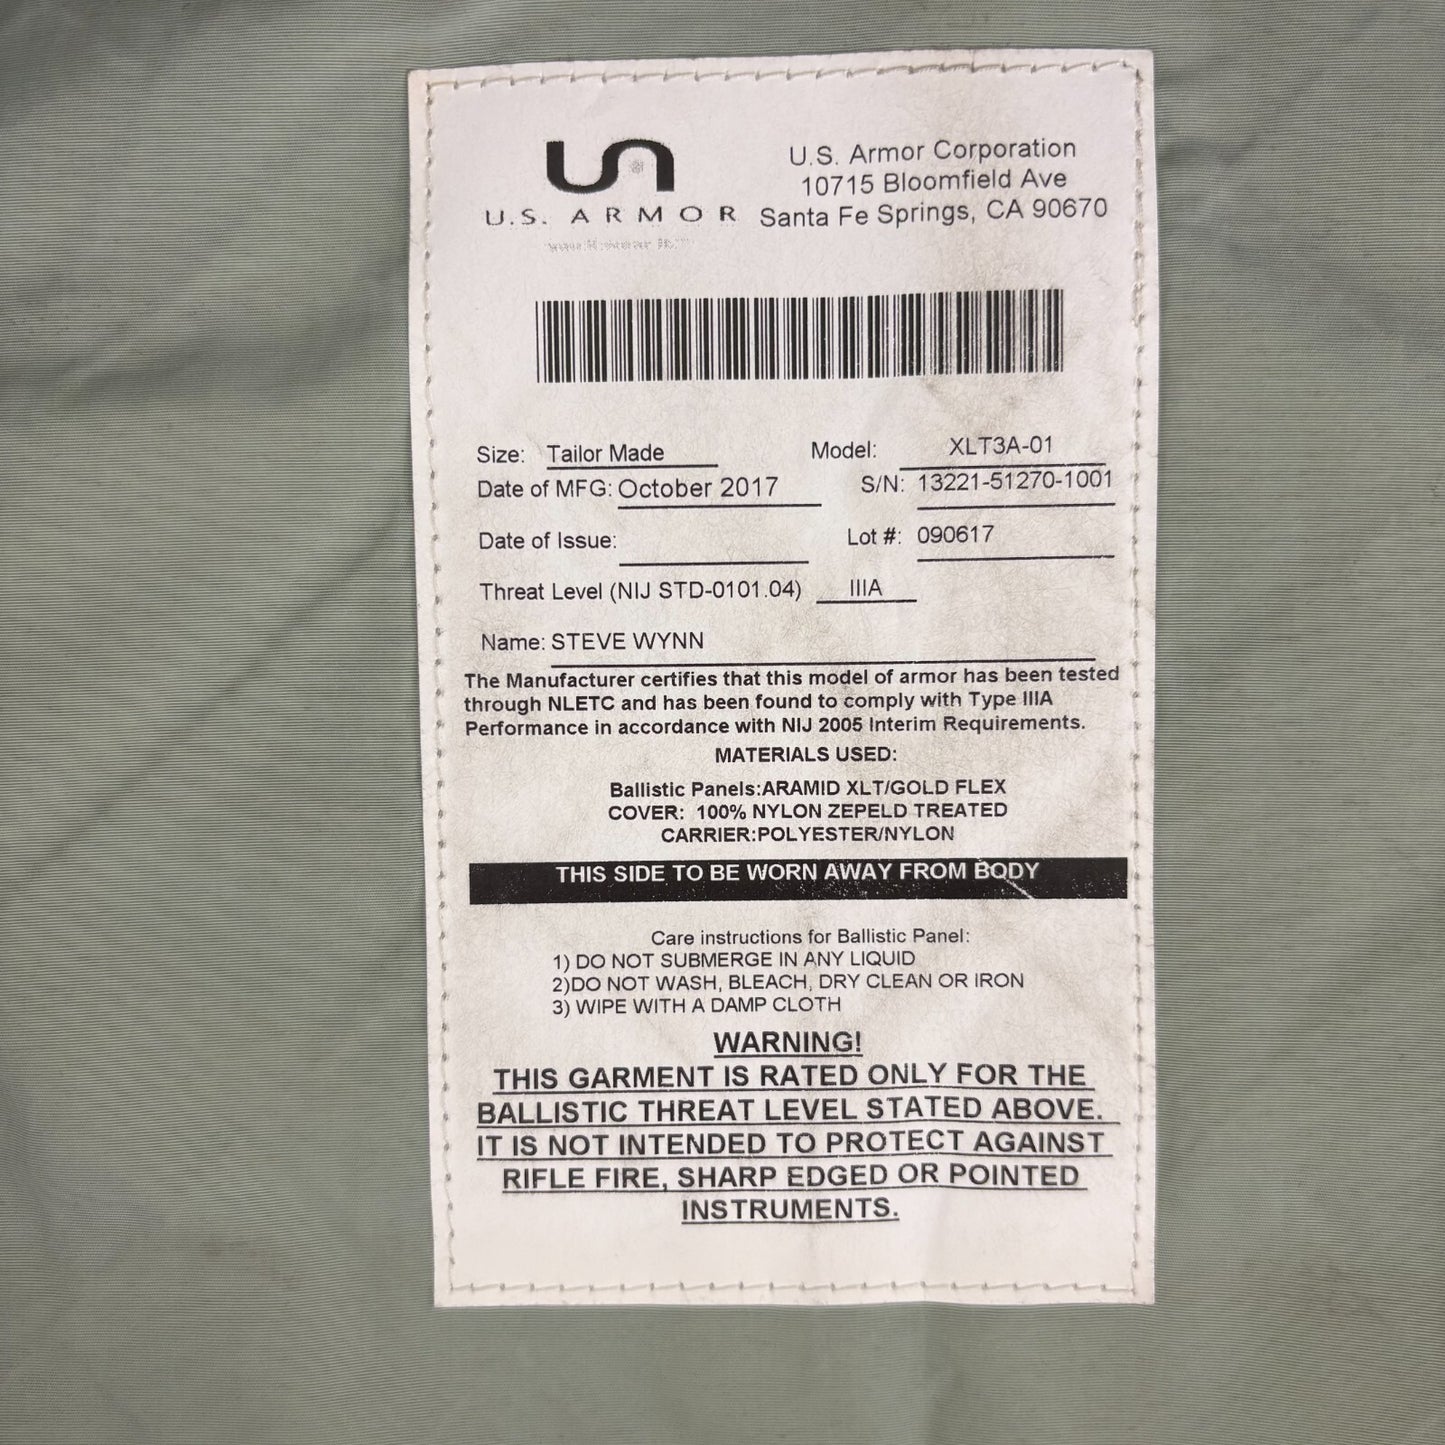 U.S. Armor Corporation
10715 Bloomfield Ave
U.S. ARMOR Santa Fe Springs, CA 90670
Size: Tailor Made Model: XLT3A-01
Date of MFG: October 2017 S/N: 13221-51270-1001
Date of Issue: Lot #: 090617
Threat Level (NIJ STD-0101.04) IIIA
Name: STEVE WYNN
The Manufacturer certifies that this model of armor has been tested
through NLETC and has been found to comply with Type IIIA
Performance in accordance with NIJ 2005 Interim Requirements.
MATERIALS USED:
Ballistic Panels:ARAMID XLT/GOLD FLEX
COVER: 100% NYLON ZEPELD TREATED
CARRIER:POLYESTER/NYLON
THIS SIDE TO BE WORN AWAY FROM BODY
Care instructions for Ballistic Panel:
1) DO NOT SUBMERGE IN ANY LIQUID
2)DO NOT WASH, BLEACH, DRY CLEAN OR IRON
3) WIPE WITH A DAMP CLOTH
WARNING!
THIS GARMENT IS RATED ONLY FOR THE
BALLISTIC THREAT LEVEL STATED ABOVE.
IT IS NOT INTENDED TO PROTECT AGAINST
RIFLE FIRE, SHARP EDGED OR POINTED
INSTRUMENTS.